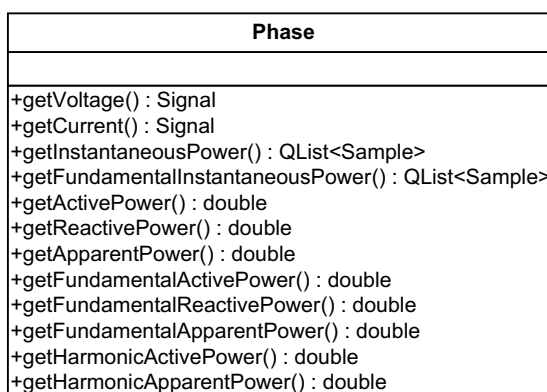 Phase
+getVoltage() : Signal
+getCurrent() : Signal
+getInstantaneousPower() : QList<Sample>
+getFundamentalInstantaneousPower() : QList<Sample>
+getActivePower() : double
+getReactivePower() : double
+getApparentPower() : double
+getFundamentalActivePower() : double
+getFundamentalReactivePower() : double
+getFundamentalApparentPower() : double
+getHarmonicActivePower() : double
+getHarmonicApparentPower() : double